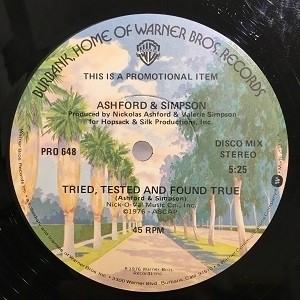 BURBANK, HOME OF WARNER BROS. RECORDS
THIS IS A PROMOTIONAL ITEM
ASHFORD & SIMPSON
Produced by Nickolas Ashford & Valerie Simpson
for Hopsack & Silk Productions, Inc.
PRO 648
DISCO MIX
STEREO
5:25
TRIED, TESTED AND FOUND TRUE
(Ashford & Simpson)
Nick-O-Val Music Co., Inc.
©1976 - ASCAP
45 RPM
℗1976 Warner Bros.
Records Inc.